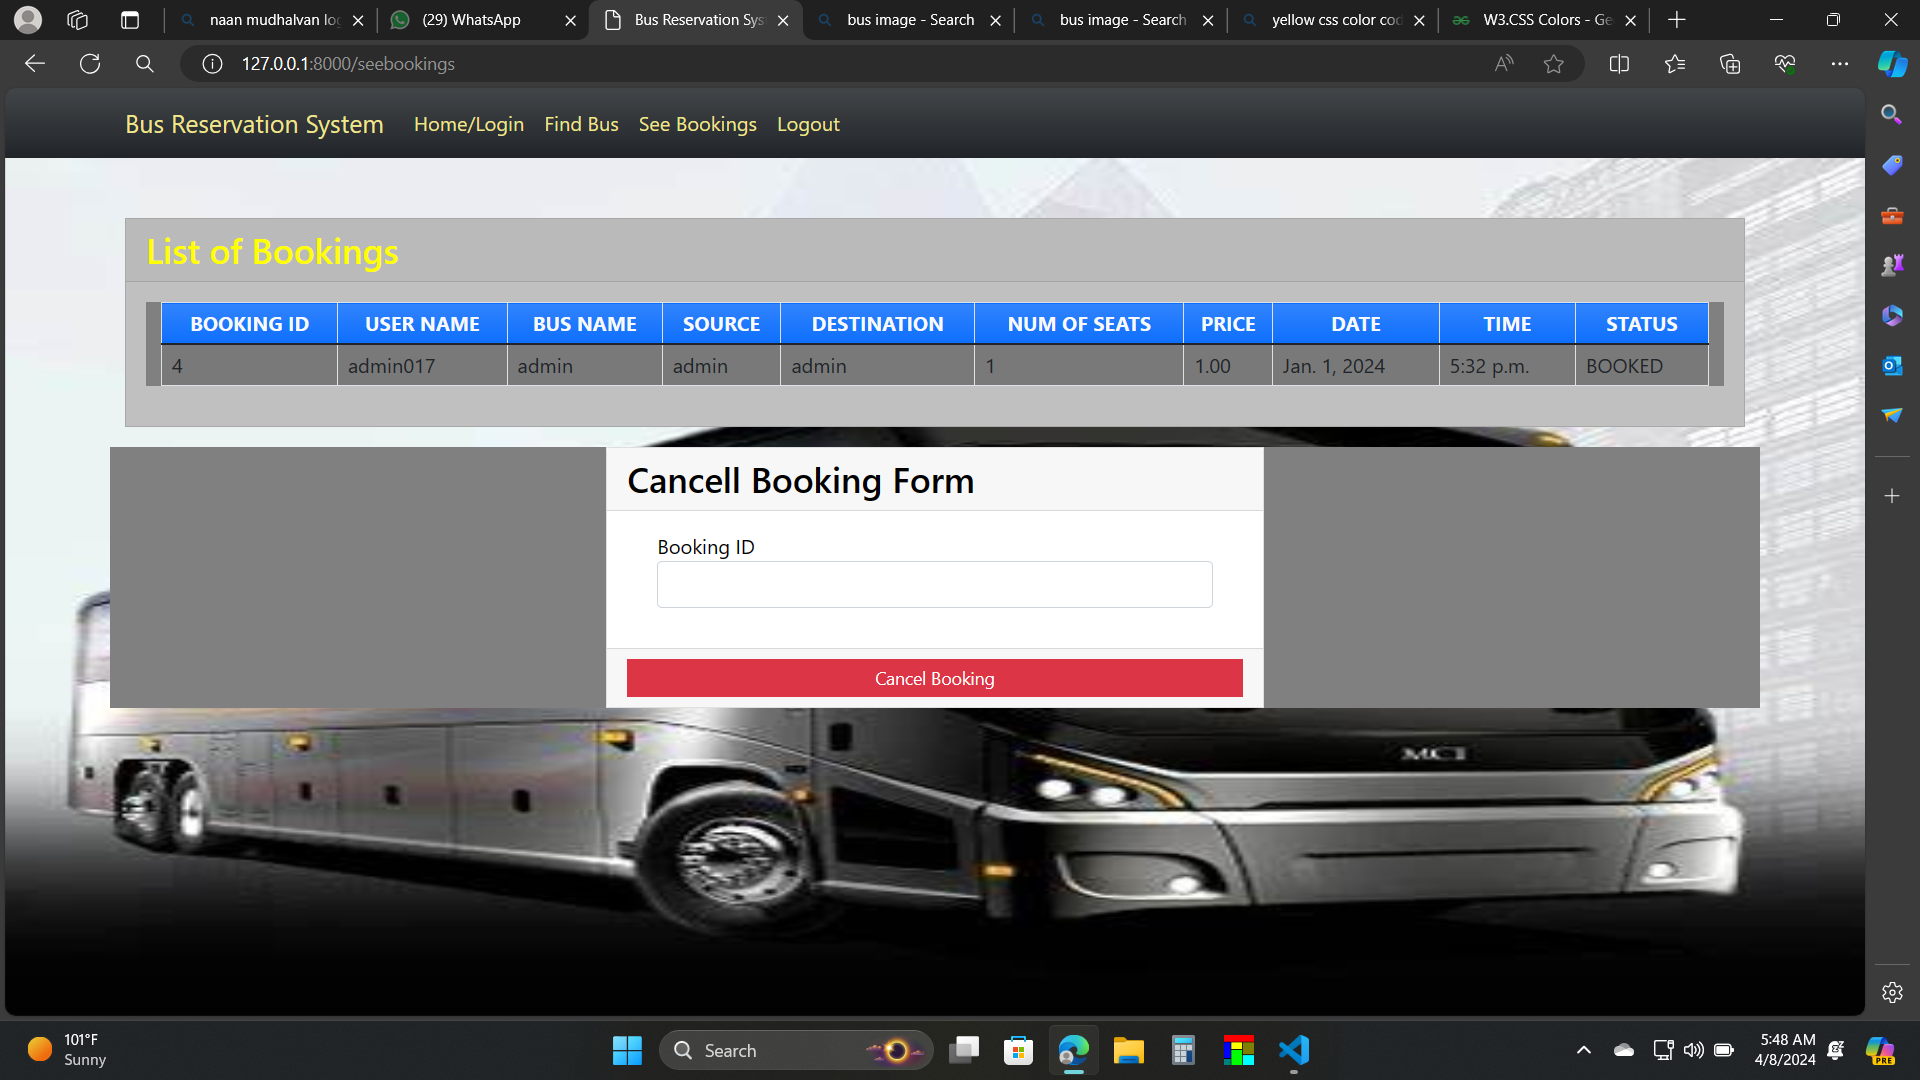 naan mudhalvan log
(29) WhatsApp
Bus Reservation Sys
bus image - Search
bus image - Search
yellow css color cod
W3.CSS Colors - Ge
127.0.0.1:8000/seebookings
Bus Reservation System
Home/Login
Find Bus
See Bookings
Logout
List of Bookings
BOOKING ID USER NAME BUS NAME SOURCE DESTINATION NUM OF SEATS PRICE DATE TIME STATUS
4 admin017 admin admin admin 1 1.00 Jan. 1, 2024 5:32 p.m. BOOKED
Cancell Booking Form
Booking ID
Cancel Booking
MCI
101°F
Sunny
Search
5:48 AM
4/8/2024
PRE